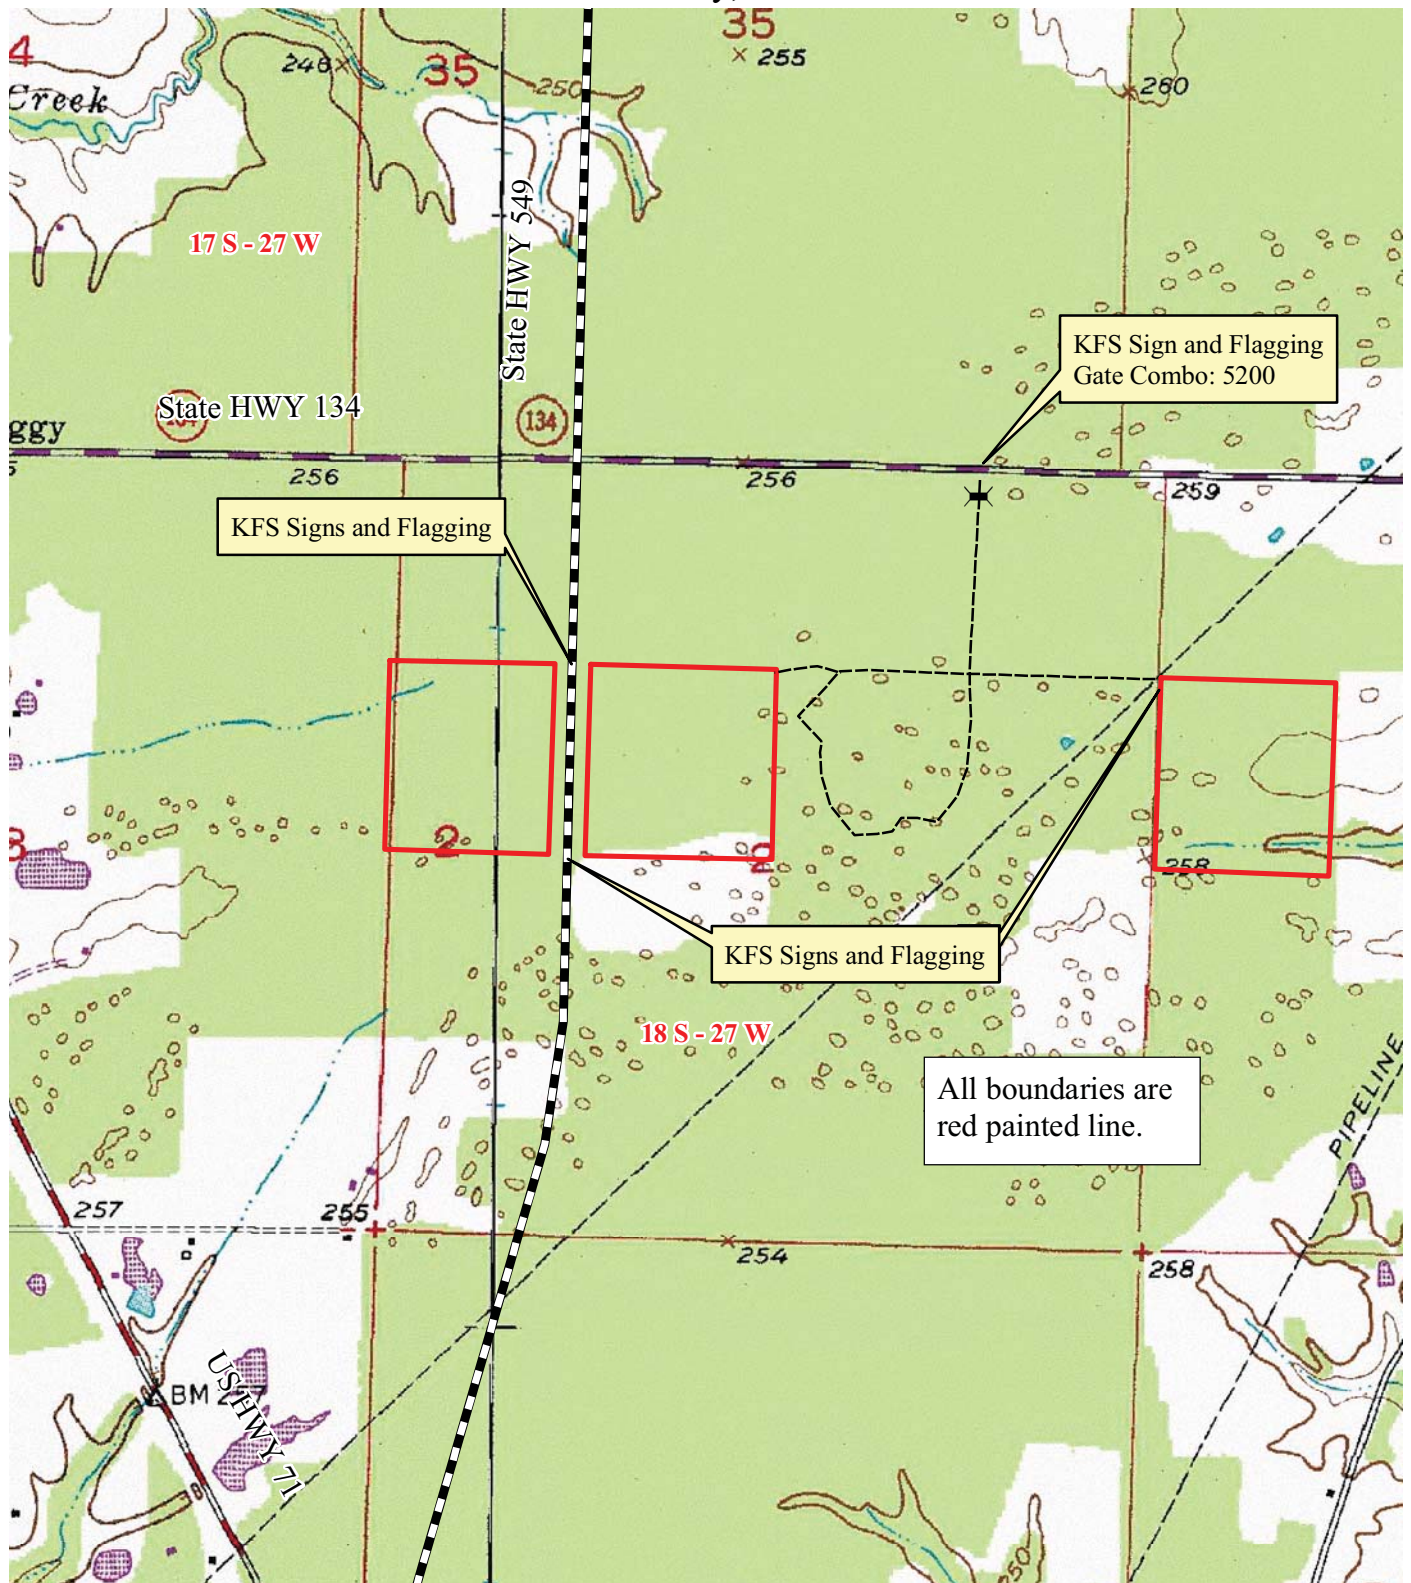 35
4
248
35
250
255
260
Creek
State HWY 549
17 S - 27 W
KFS Sign and Flagging
Gate Combo: 5200
State HWY 134
134
ggy
256
256
259
KFS Signs and Flagging
2
2
258
KFS Signs and Flagging
18 S - 27 W
All boundaries are
red painted line.
PIPELINE
257
255
254
258
BM 2
US HWY 71
250